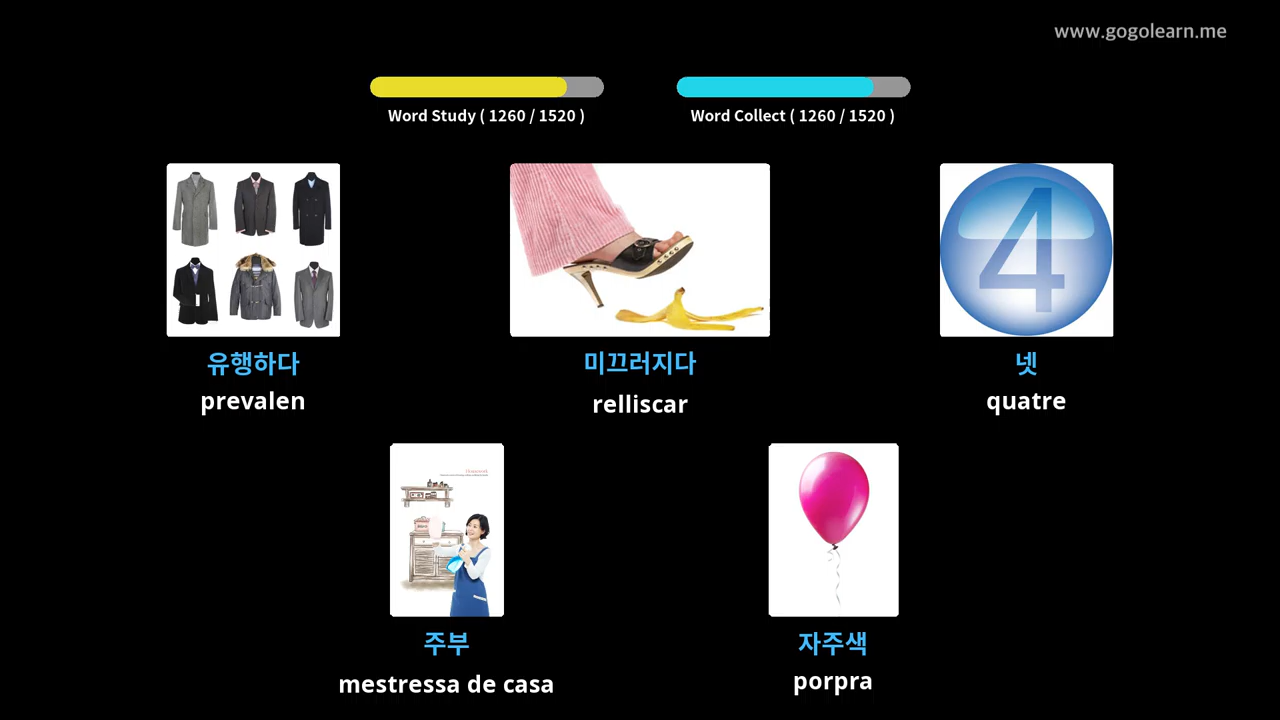 www.gogolearn.me
Word Study ( 1260 / 1520 )
Word Collect ( 1260 / 1520 )
4
유행하다
prevalen
미끄러지다
relliscar
넷
quatre
주부
mestressa de casa
자주색
porpra